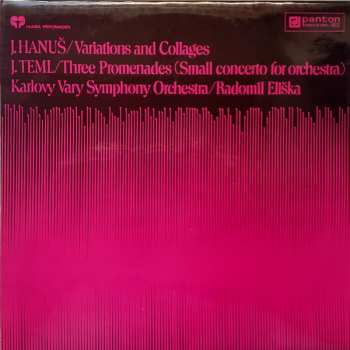 panton
J. HANUŠ/Variations and Collages
J. TEML/Three Promenades (Small concerto for orchestra)
Karlovy Vary Symphony Orchestra/Radomil Eliška